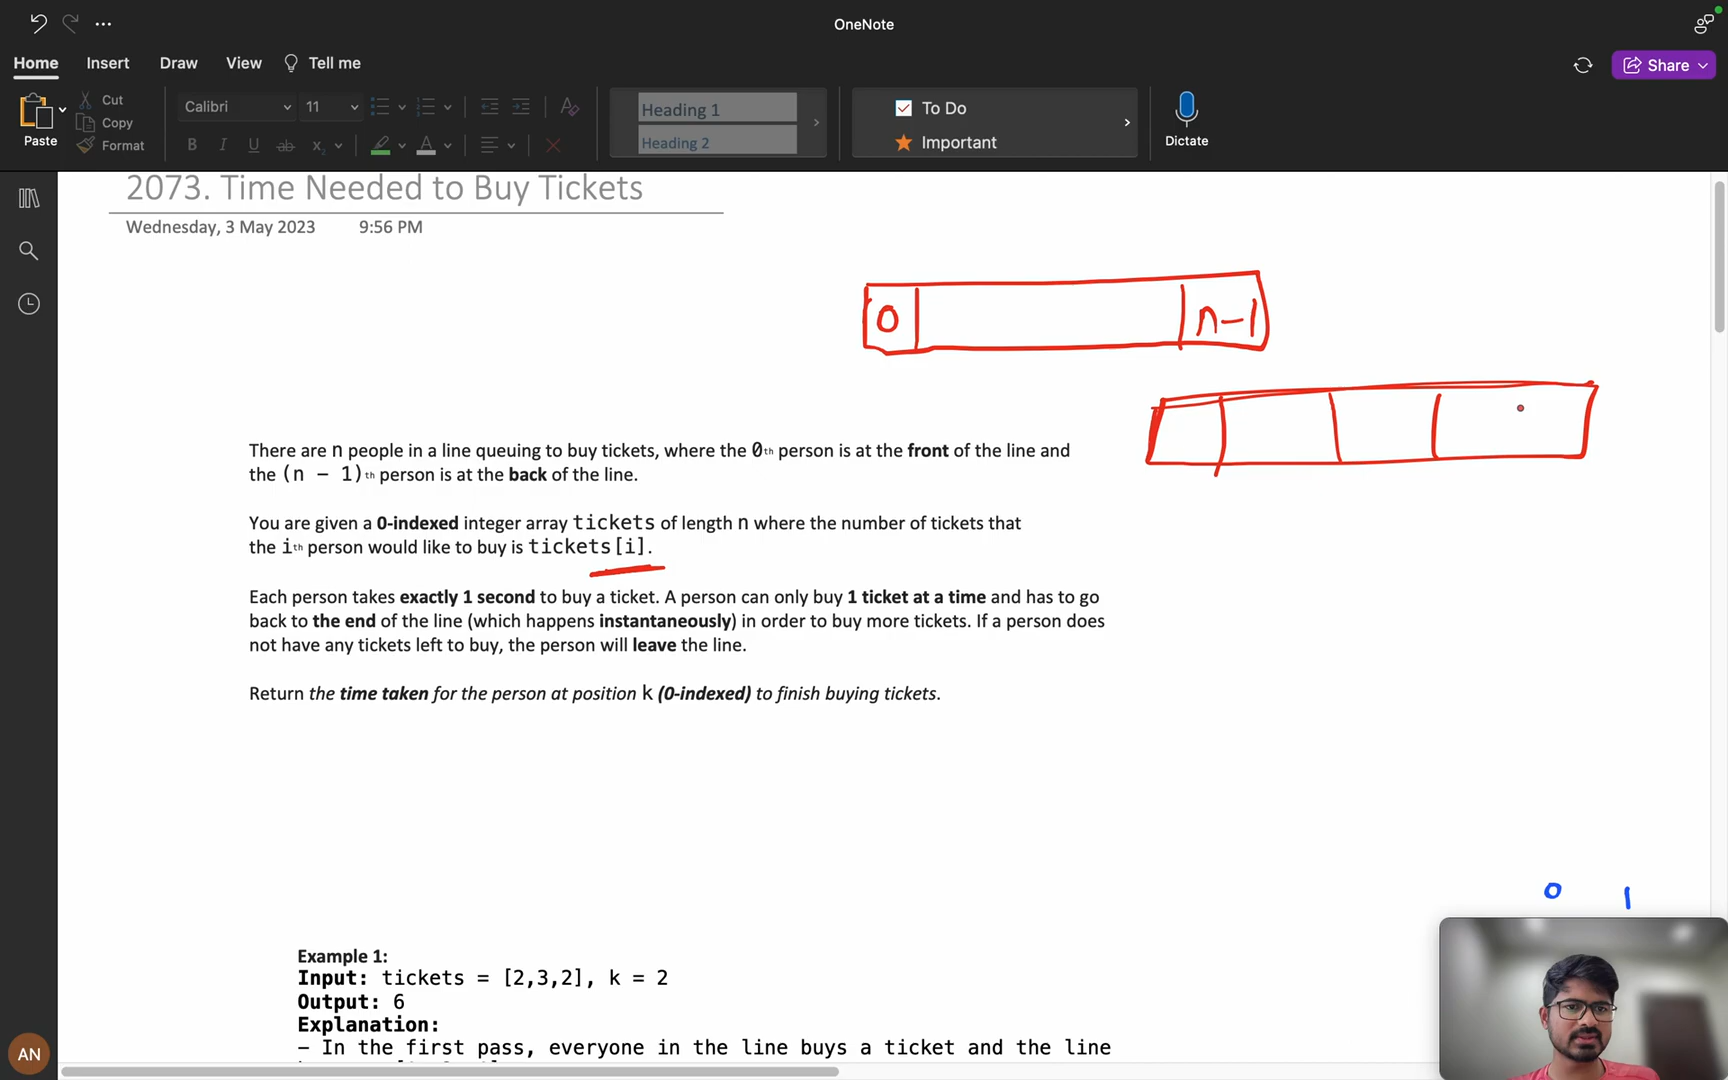 OneNote
Home Insert Draw View Tell me
Share
Paste
Cut
Copy
Format
Calibri 11
B I U ab x₂ A
Heading 1
Heading 2
To Do
Important
Dictate
2073. Time Needed to Buy Tickets
Wednesday, 3 May 2023 9:56 PM
0 n-1
There are n people in a line queuing to buy tickets, where the 0th person is at the front of the line and
the (n - 1)th person is at the back of the line.
You are given a 0-indexed integer array tickets of length n where the number of tickets that
the ith person would like to buy is tickets[i].
Each person takes exactly 1 second to buy a ticket. A person can only buy 1 ticket at a time and has to go
back to the end of the line (which happens instantaneously) in order to buy more tickets. If a person does
not have any tickets left to buy, the person will leave the line.
Return the time taken for the person at position k (0-indexed) to finish buying tickets.
0 1
Example 1:
Input: tickets = [2,3,2], k = 2
Output: 6
Explanation:
- In the first pass, everyone in the line buys a ticket and the line
AN